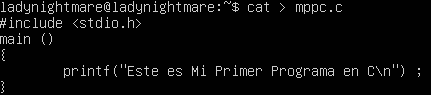 ladynightmare@ladynightmare:~$ cat > mppc.c
#include <stdio.h>
main ()
{
        printf("Este es Mi Primer Programa en C\n") ;
}